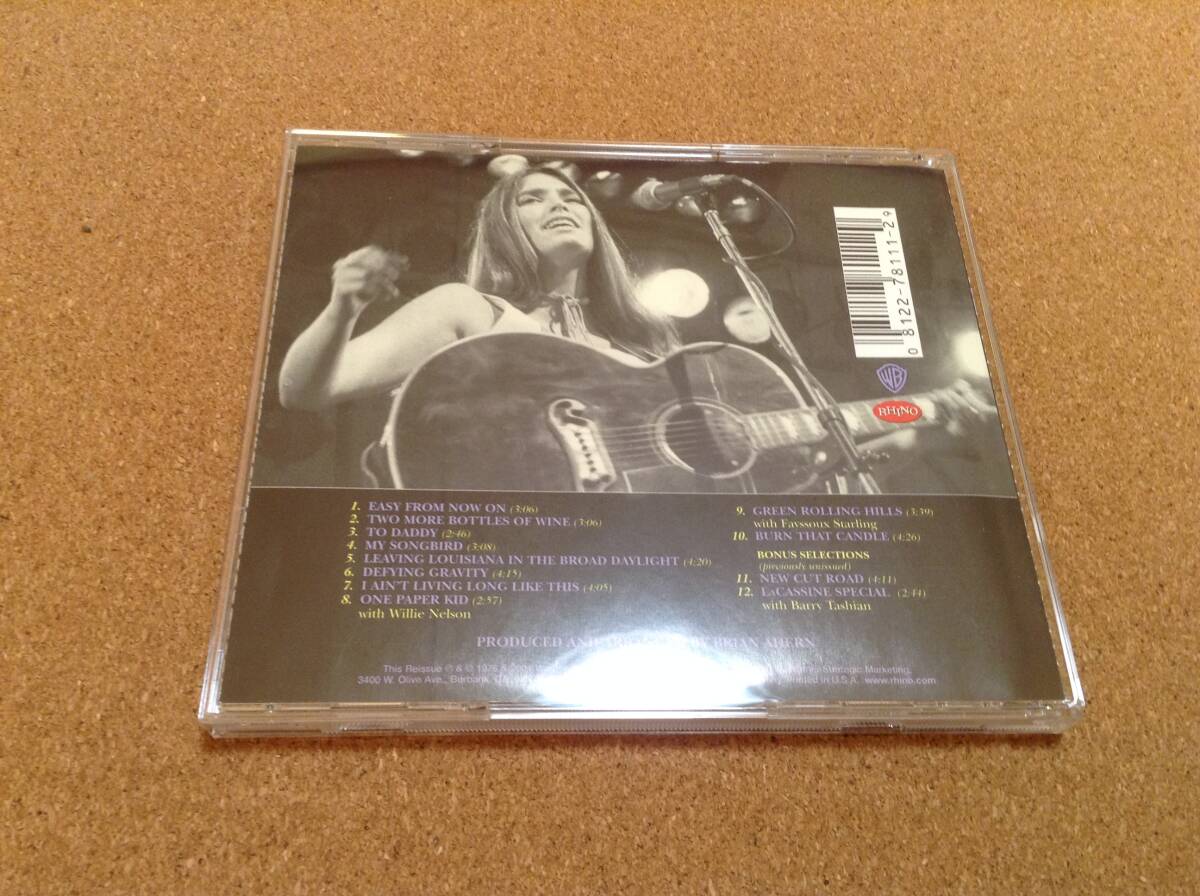 0 8122-78111-2 9
WB
RHINO
1. EASY FROM NOW ON (3:06)
2. TWO MORE BOTTLES OF WINE (3:06)
3. TO DADDY (2:46)
4. MY SONGBIRD (3:08)
5. LEAVING LOUISIANA IN THE BROAD DAYLIGHT (4:20)
6. DEFYING GRAVITY (4:15)
7. I AIN'T LIVING LONG LIKE THIS (4:05)
8. ONE PAPER KID (2:57)
with Willie Nelson
9. GREEN ROLLING HILLS (3:39)
with Fayssoux Starling
10. BURN THAT CANDLE (4:26)
BONUS SELECTIONS
(previously unissued)
11. NEW CUT ROAD (4:11)
12. LaCASSINE SPECIAL (2:44)
with Barry Tashian
PRODUCED BY BRIAN AHERN
This Reissue ℗ & © Strategic Marketing,
3400 W. Olive Ave., Burbank, Printed in U.S.A. www.rhino.com